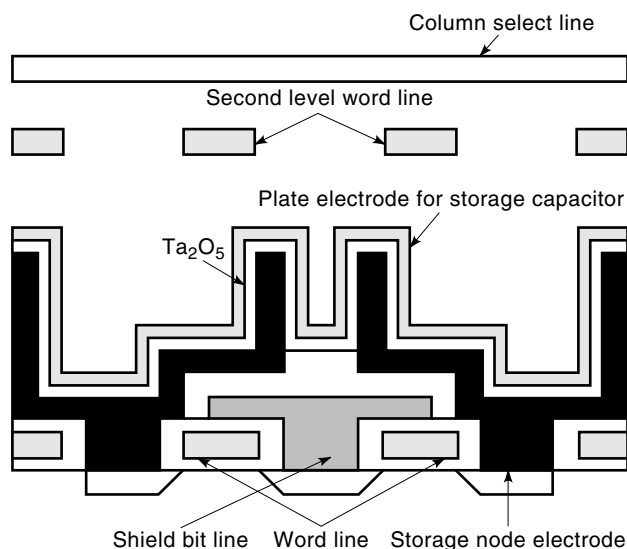 Column select line
Second level word line
Plate electrode for storage capacitor
Ta₂O₅
Shield bit line
Word line
Storage node electrode